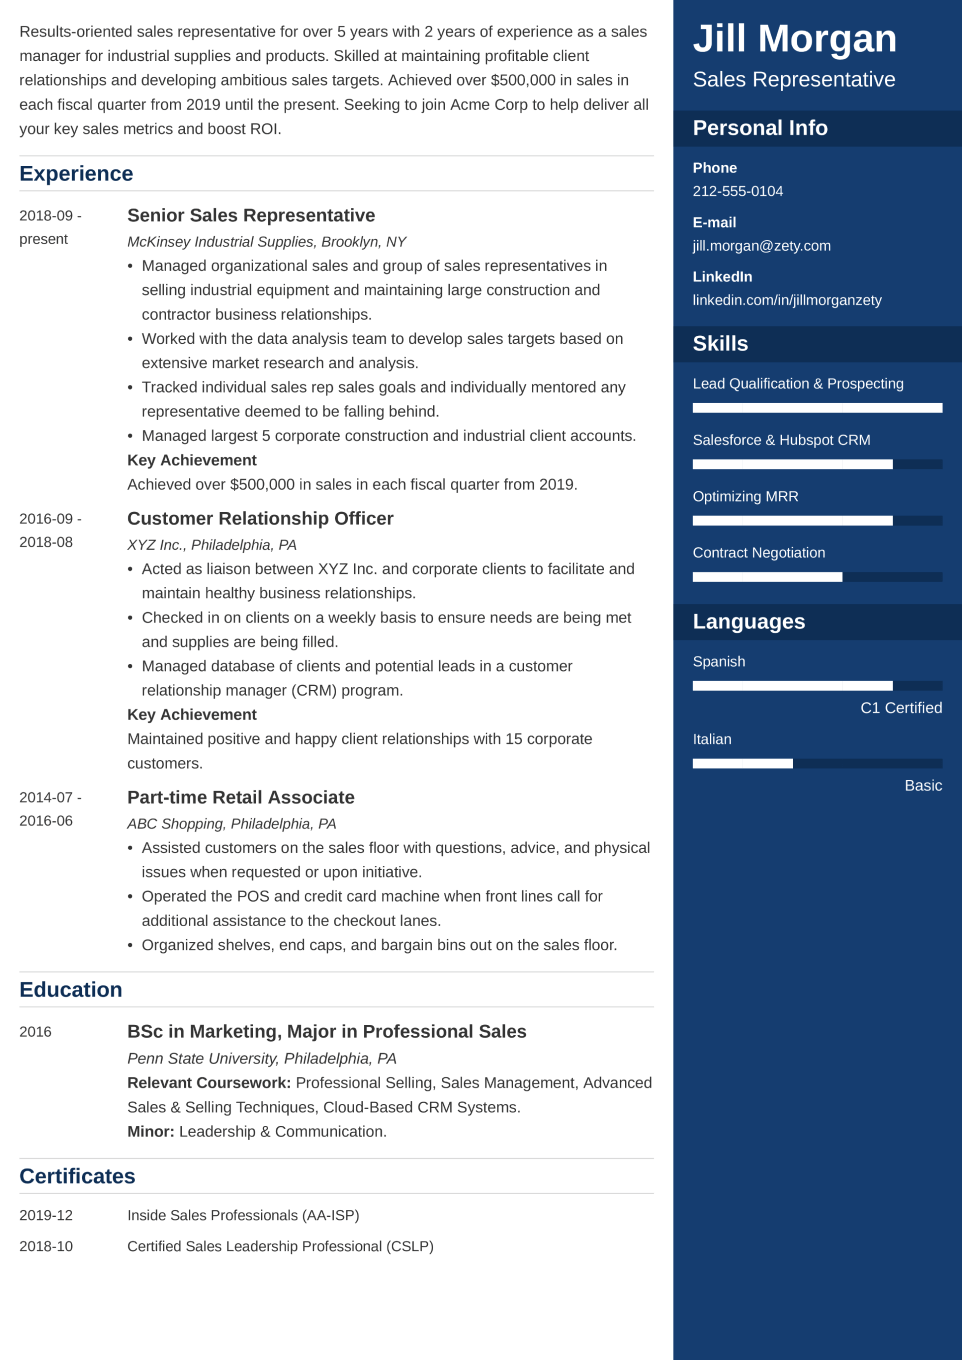 Results-oriented sales representative for over 5 years with 2 years of experience as a sales
manager for industrial supplies and products. Skilled at maintaining profitable client
relationships and developing ambitious sales targets. Achieved over $500,000 in sales in
each fiscal quarter from 2019 until the present. Seeking to join Acme Corp to help deliver all
your key sales metrics and boost ROI.
Experience
2018-09 -
present
Senior Sales Representative
McKinsey Industrial Supplies, Brooklyn, NY
• Managed organizational sales and group of sales representatives in
selling industrial equipment and maintaining large construction and
contractor business relationships.
• Worked with the data analysis team to develop sales targets based on
extensive market research and analysis.
• Tracked individual sales rep sales goals and individually mentored any
representative deemed to be falling behind.
• Managed largest 5 corporate construction and industrial client accounts.
Key Achievement
Achieved over $500,000 in sales in each fiscal quarter from 2019.
2016-09 -
2018-08
Customer Relationship Officer
XYZ Inc., Philadelphia, PA
• Acted as liaison between XYZ Inc. and corporate clients to facilitate and
maintain healthy business relationships.
• Checked in on clients on a weekly basis to ensure needs are being met
and supplies are being filled.
• Managed database of clients and potential leads in a customer
relationship manager (CRM) program.
Key Achievement
Maintained positive and happy client relationships with 15 corporate
customers.
2014-07 -
2016-06
Part-time Retail Associate
ABC Shopping, Philadelphia, PA
• Assisted customers on the sales floor with questions, advice, and physical
issues when requested or upon initiative.
• Operated the POS and credit card machine when front lines call for
additional assistance to the checkout lanes.
• Organized shelves, end caps, and bargain bins out on the sales floor.
Education
2016
BSc in Marketing, Major in Professional Sales
Penn State University, Philadelphia, PA
Relevant Coursework: Professional Selling, Sales Management, Advanced
Sales & Selling Techniques, Cloud-Based CRM Systems.
Minor: Leadership & Communication.
Certificates
2019-12 Inside Sales Professionals (AA-ISP)
2018-10 Certified Sales Leadership Professional (CSLP)
Jill Morgan
Sales Representative
Personal Info
Phone
212-555-0104
E-mail
jill.morgan@zety.com
LinkedIn
linkedin.com/in/jillmorganzety
Skills
Lead Qualification & Prospecting
Salesforce & Hubspot CRM
Optimizing MRR
Contract Negotiation
Languages
Spanish
C1 Certified
Italian
Basic